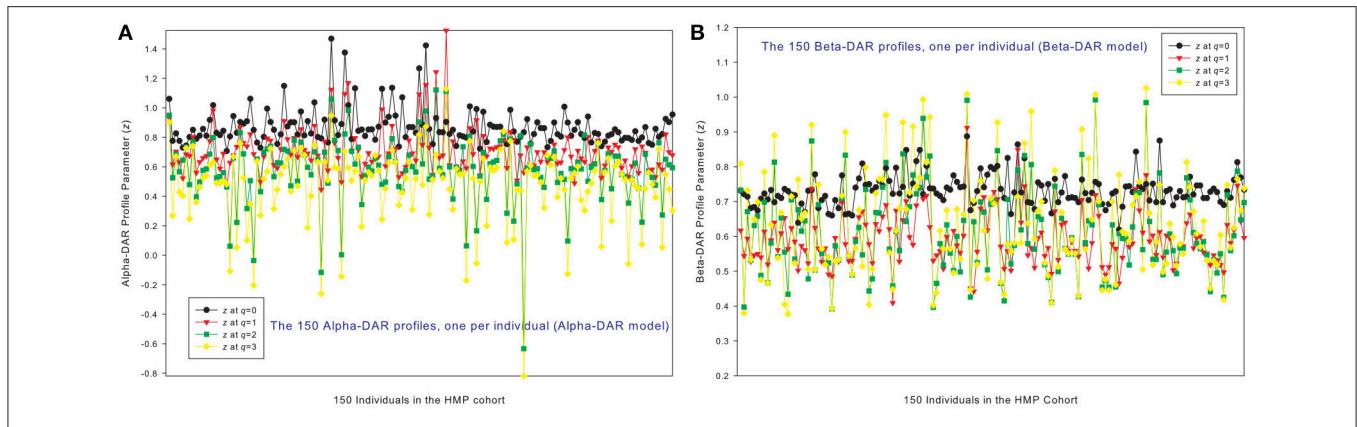 A
Alpha-DAR Profile Parameter (z)
1.4
1.2
1.0
0.8
0.6
0.4
0.2
0.0
-0.2
-0.4
-0.6
-0.8
z at q=0
z at q=1
z at q=2
z at q=3
The 150 Alpha-DAR profiles, one per individual (Alpha-DAR model)
150 Individuals in the HMP cohort
B
Beta-DAR Profile Parameter (z)
1.2
1.1
1.0
0.9
0.8
0.7
0.6
0.5
0.4
0.3
0.2
The 150 Beta-DAR profiles, one per individual (Beta-DAR model)
z at q=0
z at q=1
z at q=2
z at q=3
150 Individuals in the HMP Cohort